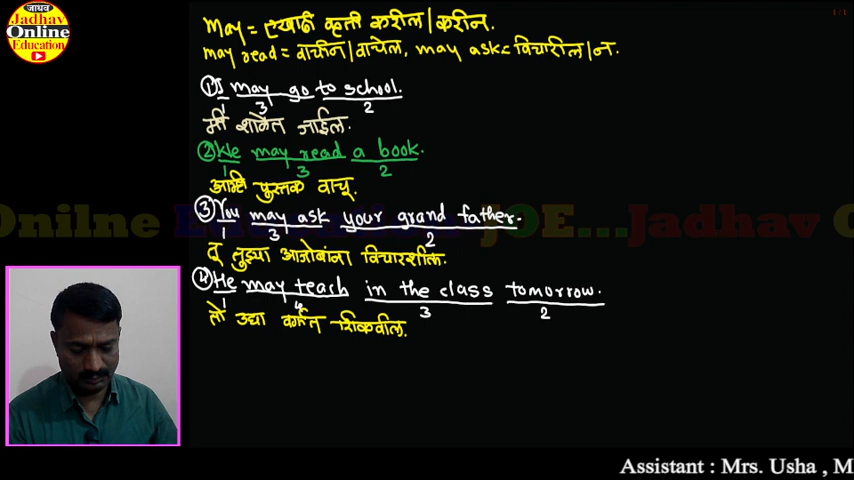 जाधव
Jadhav
Online
Education
1/1
May = एखादी कृती करील/करीन.
may read = वाचीन/वाचेल, may ask = विचारील/न.
① I may go to school.
1 3 2
मी शाळेत जाईल.
② We may read a book.
1 3 2
आम्ही पुस्तक वाचू.
③ You may ask your grand father.
1 3 2
तू तुझ्या आजोबांना विचारशील.
④ He may teach in the class tomorrow.
1 4 3 2
तो उद्या वर्गात शिकवील.
Onilne Education JOE... Jadhav O
Assistant : Mrs. Usha , M